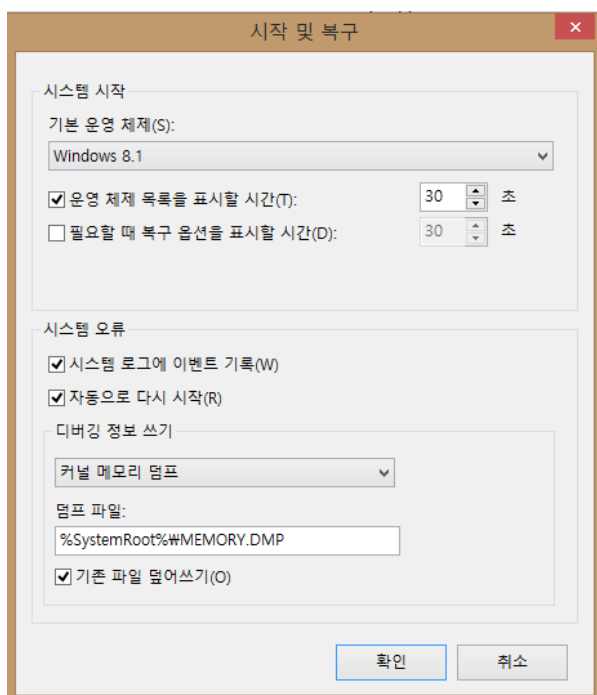 시작 및 복구
시스템 시작
기본 운영 체제(S):
Windows 8.1
운영 체제 목록을 표시할 시간(T): 30 초
필요할 때 복구 옵션을 표시할 시간(D): 30 초
시스템 오류
시스템 로그에 이벤트 기록(W)
자동으로 다시 시작(R)
디버깅 정보 쓰기
커널 메모리 덤프
덤프 파일:
%SystemRoot%₩MEMORY.DMP
기존 파일 덮어쓰기(O)
확인 취소